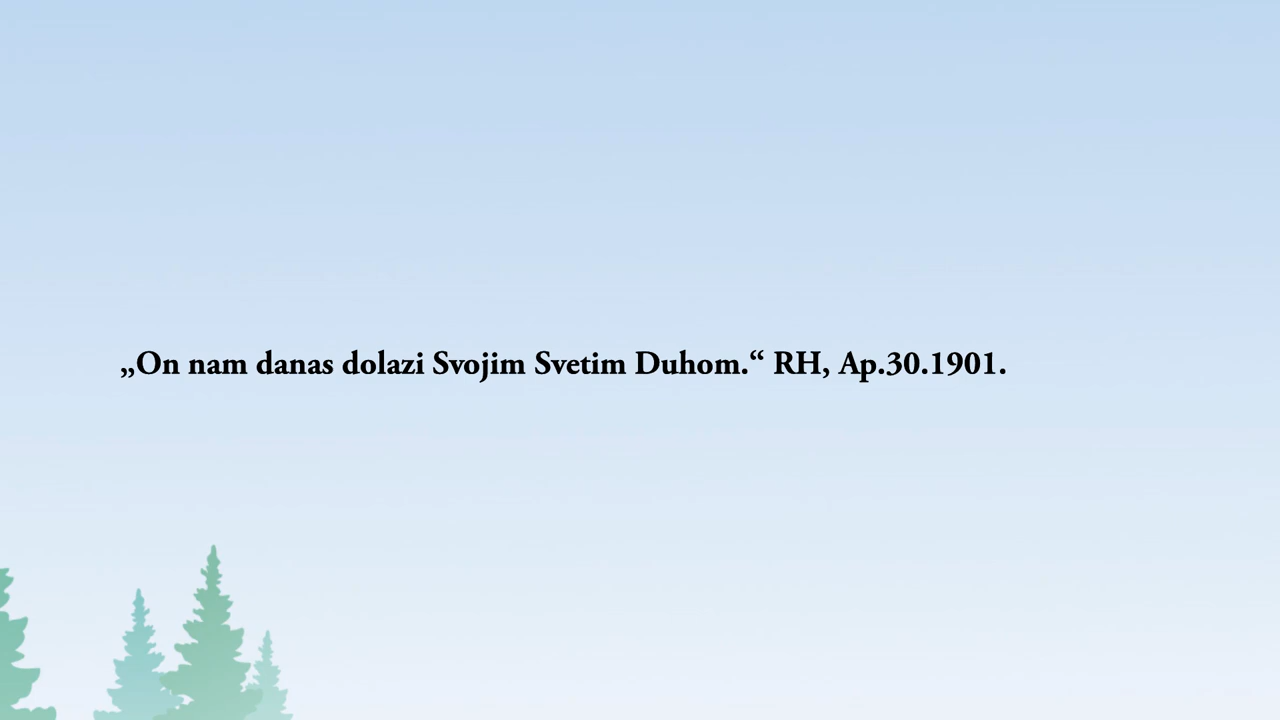 „On nam danas dolazi Svojim Svetim Duhom.“ RH, Ap.30.1901.